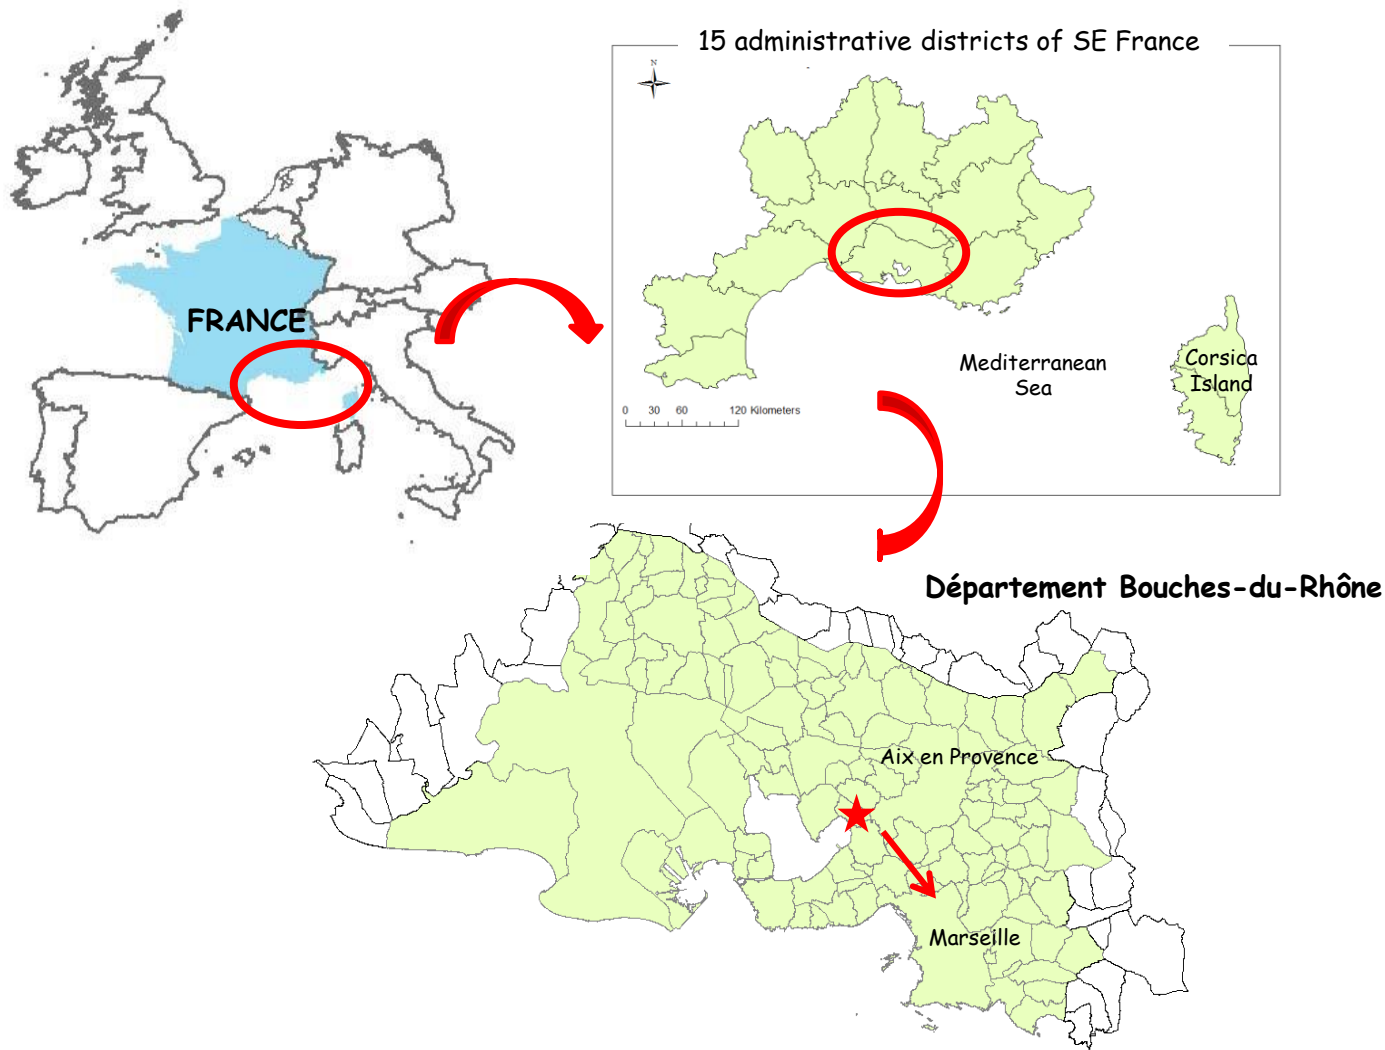 15 administrative districts of SE France
N
FRANCE
Mediterranean
Sea
Corsica
Island
0 30 60 120 Kilometers
Département Bouches-du-Rhône
Aix en Provence
Marseille